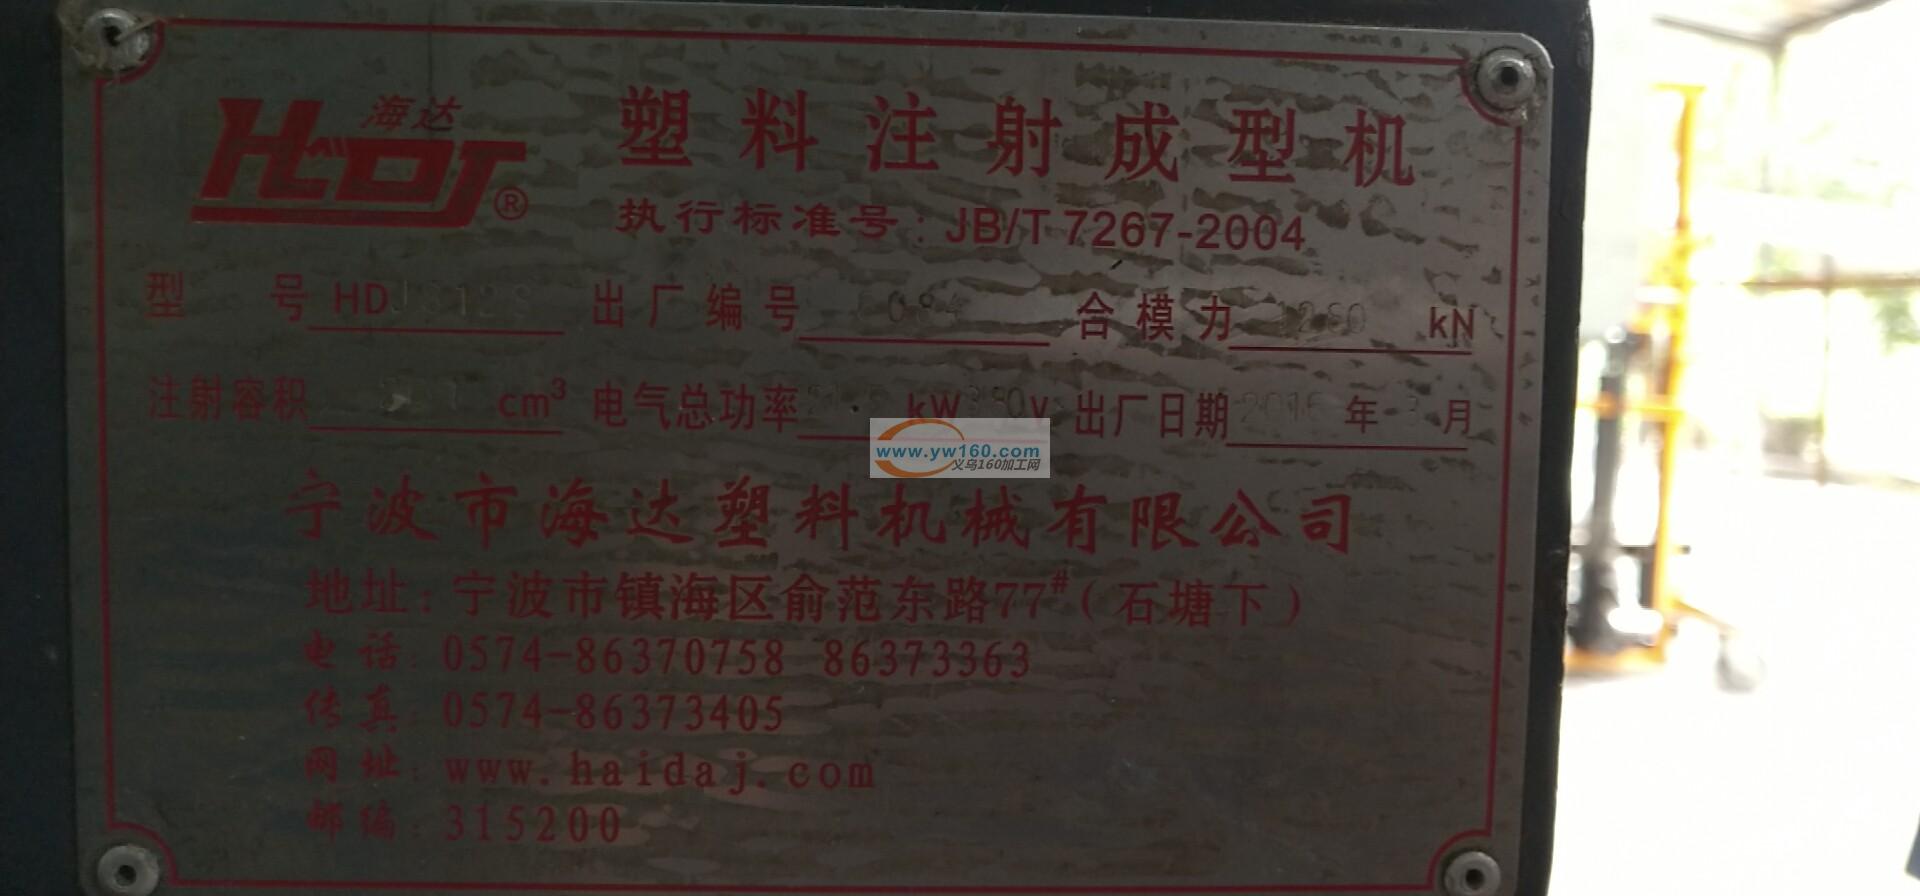 海达
HDJ®
塑料注射成型机
执行标准号:JB/T 7267-2004
型 号 HD 出厂编号 合模力 kN
注射容积 cm³ 电气总功率 kW 380V 出厂日期 年 月
www.yw160.com
义乌160加工网
宁波市海达塑料机械有限公司
地址:宁波市镇海区俞范东路77#(石塘下)
电话:0574-86370758 86373363
传真:0574-86373405
网址:www.haidaj.com
邮编:315200